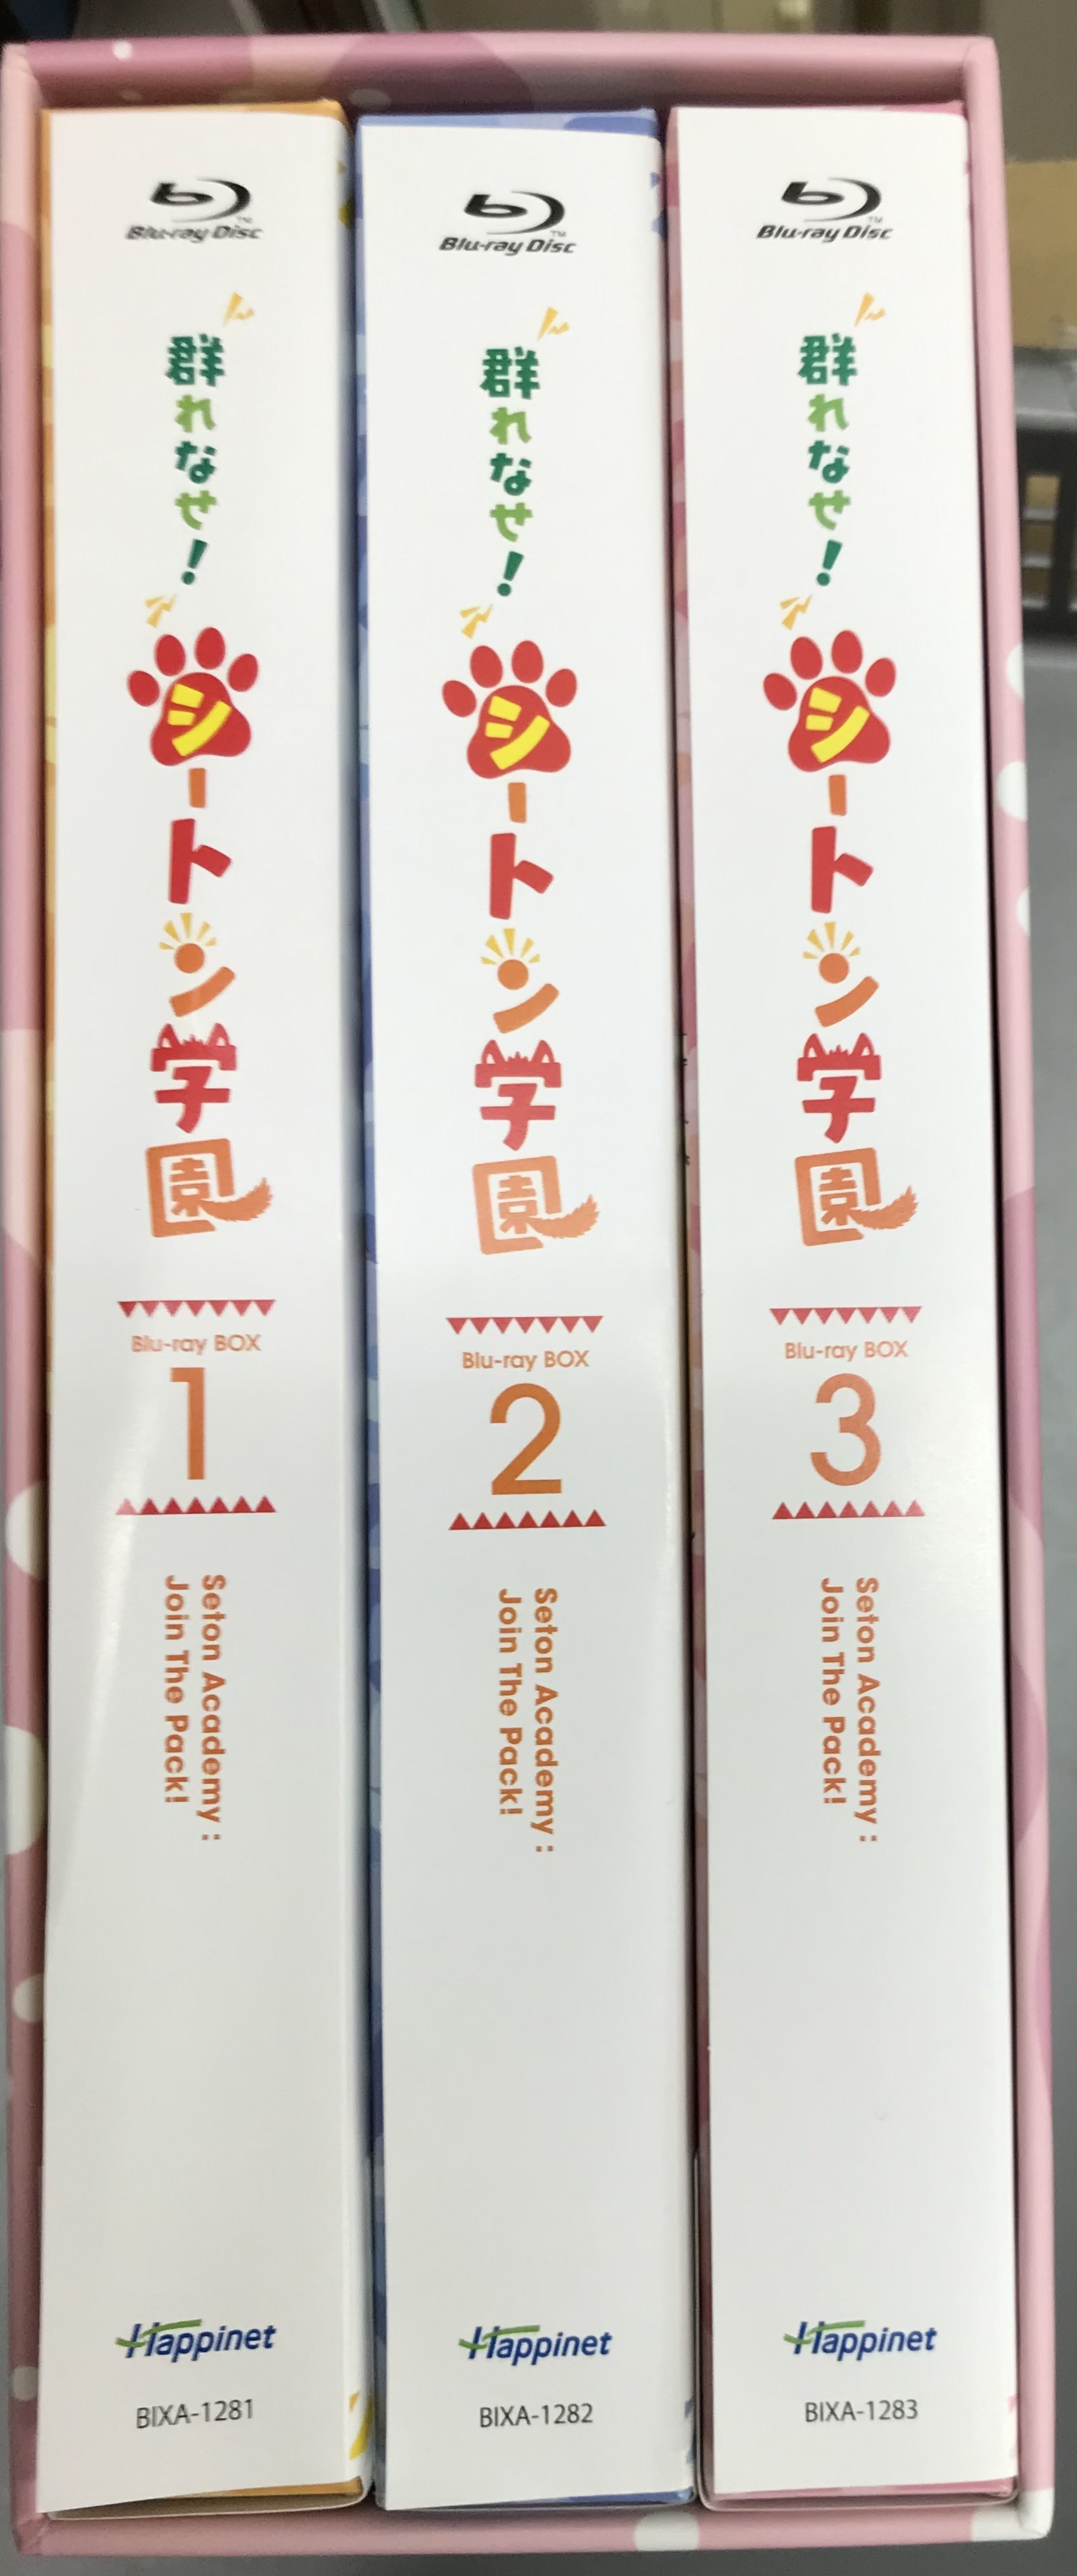 Blu-ray Disc
TM
群れなせ!
シートン学園
Blu-ray BOX
1
Seton Academy :
Join The Pack!
Happinet
BIXA-1281
Blu-ray Disc
TM
群れなせ!
シートン学園
Blu-ray BOX
2
Seton Academy :
Join The Pack!
Happinet
BIXA-1282
Blu-ray Disc
TM
群れなせ!
シートン学園
Blu-ray BOX
3
Seton Academy :
Join The Pack!
Happinet
BIXA-1283